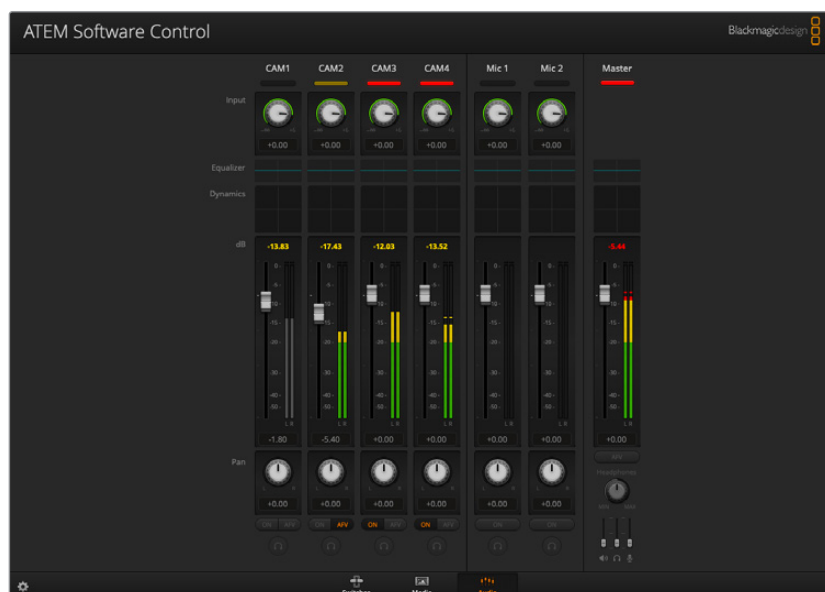 ATEM Software Control
Blackmagicdesign
CAM1 CAM2 CAM3 CAM4 Mic 1 Mic 2 Master
Input
+0.00 +0.00 +0.00 +0.00 +0.00 +0.00
Equalizer
Dynamics
dB -13.83 -17.43 -12.03 -13.52 -5.44
L R L R L R L R L R L R L R
-1.80 -5.40 +0.00 +0.00 +0.00 +0.00 +0.00
Pan
AFV
Headphones
+0.00 +0.00 +0.00 +0.00 +0.00 +0.00
ON AFV ON AFV ON AFV ON AFV ON ON
Switcher Media Audio